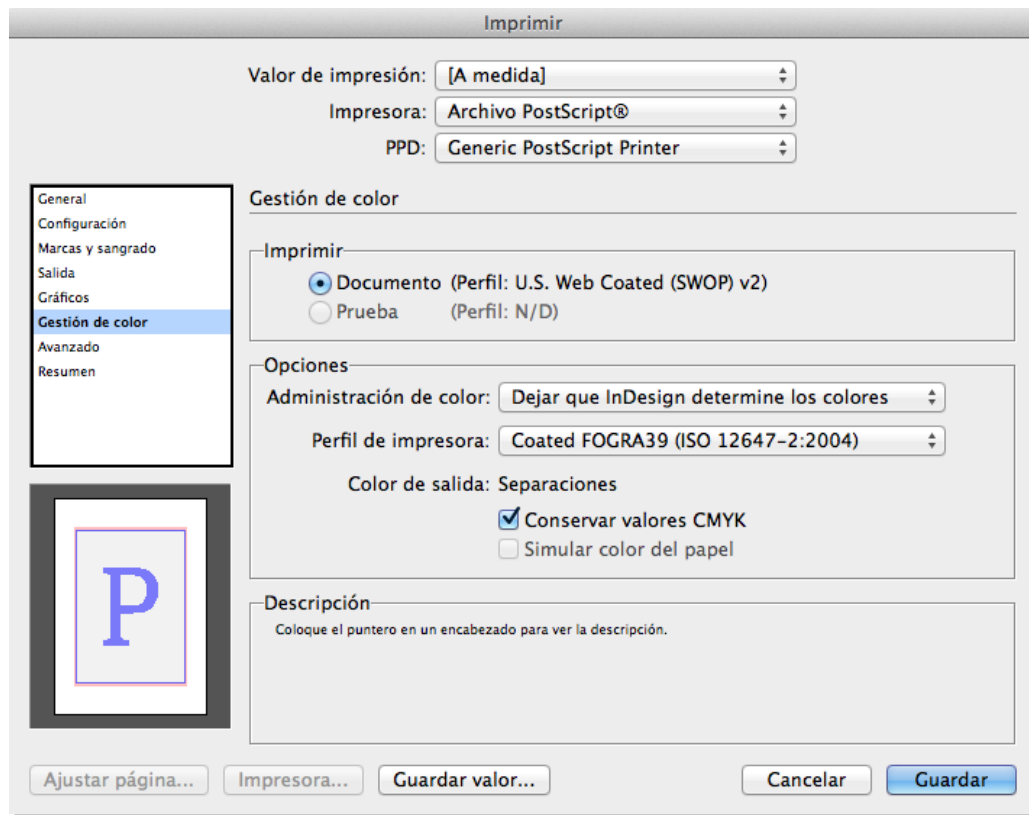 Imprimir
Valor de impresión: [A medida]
Impresora: Archivo PostScript®
PPD: Generic PostScript Printer
General
Configuración
Marcas y sangrado
Salida
Gráficos
Gestión de color
Avanzado
Resumen
P
Gestión de color
Imprimir
Documento (Perfil: U.S. Web Coated (SWOP) v2)
Prueba (Perfil: N/D)
Opciones
Administración de color: Dejar que InDesign determine los colores
Perfil de impresora: Coated FOGRA39 (ISO 12647-2:2004)
Color de salida: Separaciones
Conservar valores CMYK
Simular color del papel
Descripción
Coloque el puntero en un encabezado para ver la descripción.
Ajustar página... Impresora... Guardar valor... Cancelar Guardar